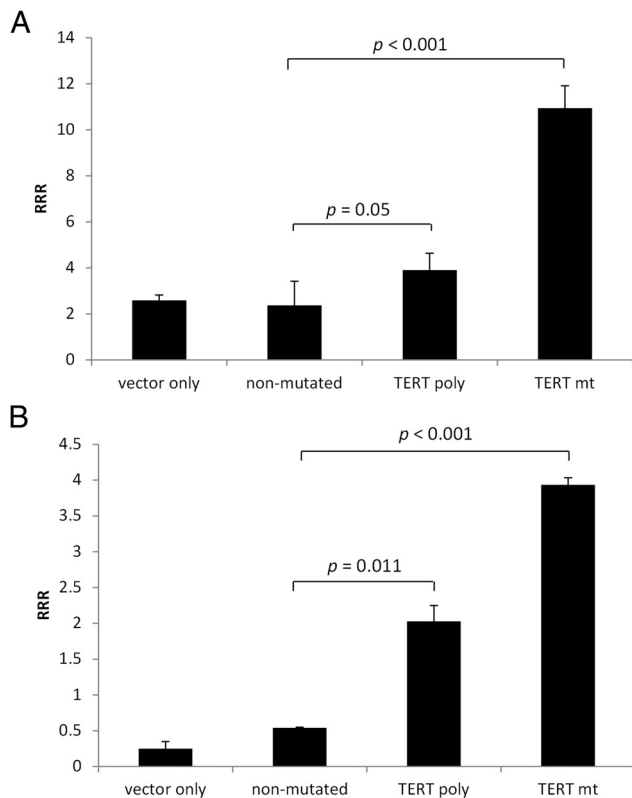 A
14
p < 0.001
12
10
8
RRR
6
p = 0.05
4
2
0
vector only non-mutated TERT poly TERT mt
B
4.5
p < 0.001
4
3.5
3
p = 0.011
2.5
RRR
2
1.5
1
0.5
0
vector only non-mutated TERT poly TERT mt